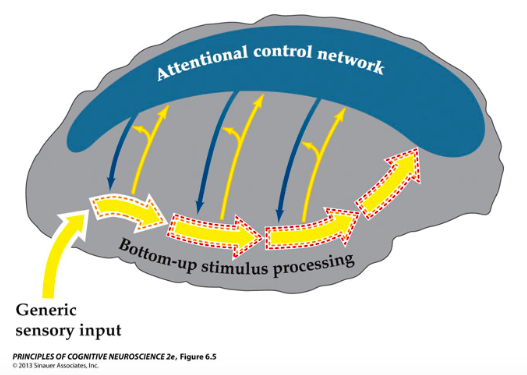 Attentional control network
Bottom-up stimulus processing
Generic
sensory input
PRINCIPLES OF COGNITIVE NEUROSCIENCE 2e, Figure 6.5
© 2013 Sinauer Associates, Inc.